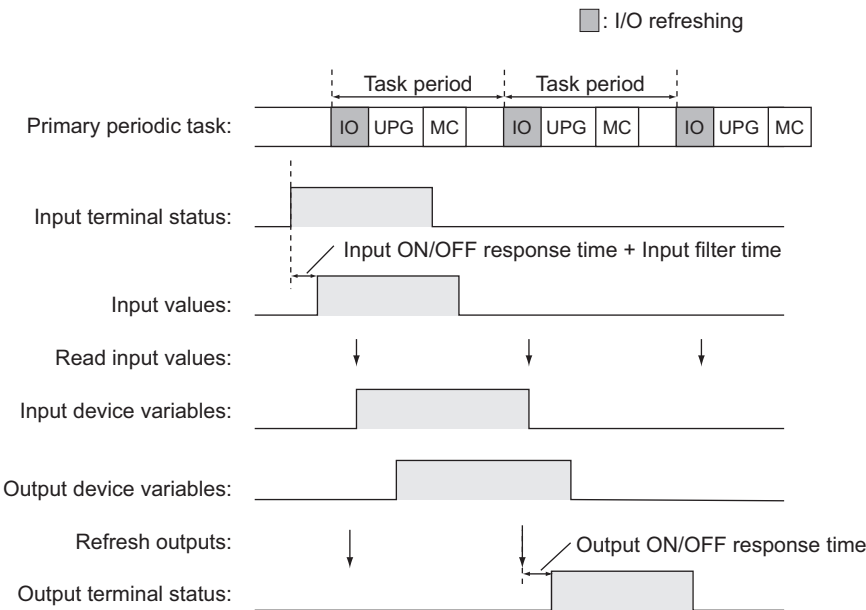 : I/O refreshing
Task period Task period
Primary periodic task: IO UPG MC IO UPG MC IO UPG MC
Input terminal status:
Input ON/OFF response time + Input filter time
Input values:
Read input values:
Input device variables:
Output device variables:
Refresh outputs:
Output ON/OFF response time
Output terminal status: